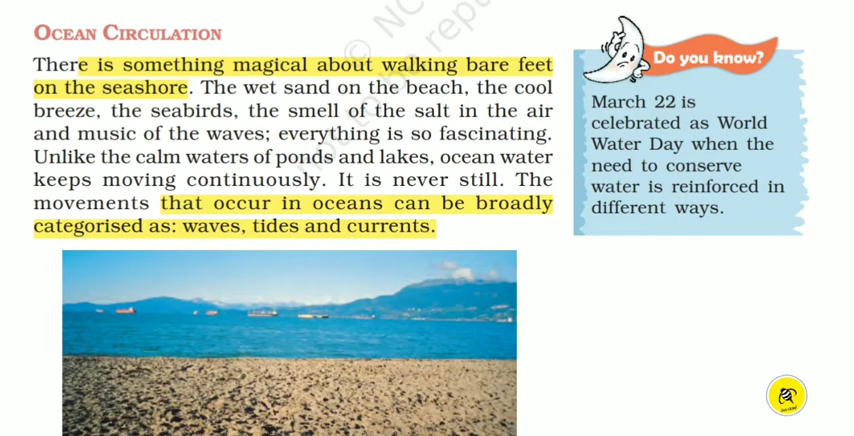 OCEAN CIRCULATION
There is something magical about walking bare feet
on the seashore. The wet sand on the beach, the cool
breeze, the seabirds, the smell of the salt in the air
and music of the waves; everything is so fascinating.
Unlike the calm waters of ponds and lakes, ocean water
keeps moving continuously. It is never still. The
movements that occur in oceans can be broadly
categorised as: waves, tides and currents.
Do you know?
March 22 is
celebrated as World
Water Day when the
need to conserve
water is reinforced in
different ways.